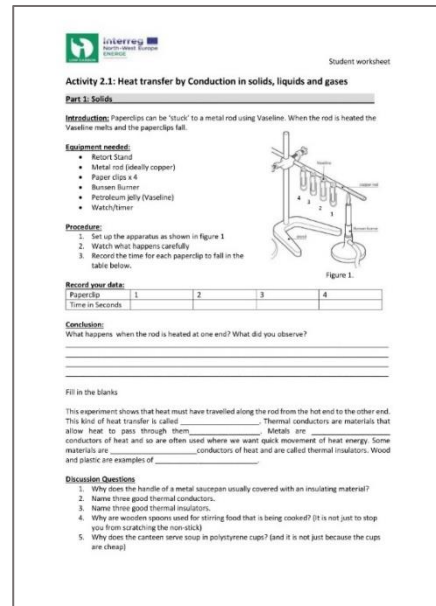 Interreg
North-West Europe
ENERGE
Student worksheet
Activity 2.1: Heat transfer by Conduction in solids, liquids and gases
Part 1: Solids
Introduction: Paperclips can be 'stuck' to a metal rod using Vaseline. When the rod is heated the
Vaseline melts and the paperclips fall.
Equipment needed:
• Retort Stand
• Metal rod (ideally copper)
• Paper clips x 4
• Bunsen Burner
• Petroleum jelly (Vaseline)
• Watch/timer
Vaseline
copper rod
4 3 2 1
Bunsen Burner
Procedure:
1. Set up the apparatus as shown in figure 1
2. Watch what happens carefully
3. Record the time for each paperclip to fall in the
table below.
Figure 1.
Record your data:
Paperclip 1 2 3 4
Time in Seconds
Conclusion:
What happens when the rod is heated at one end? What did you observe?
Fill in the blanks
This experiment shows that heat must have travelled along the rod from the hot end to the other end.
This kind of heat transfer is called ____________________. Thermal conductors are materials that
allow heat to pass through them__________________. Metals are ____________________
conductors of heat and so are often used where we want quick movement of heat energy. Some
materials are ____________________conductors of heat and are called thermal insulators. Wood
and plastic are examples of ________________________.
Discussion Questions
1. Why does the handle of a metal saucepan usually covered with an insulating material?
2. Name three good thermal conductors.
3. Name three good thermal insulators.
4. Why are wooden spoons used for stirring food that is being cooked? (it is not just to stop
you from scratching the non-stick)
5. Why does the canteen serve soup in polystyrene cups? (and it is not just because the cups
are cheap)